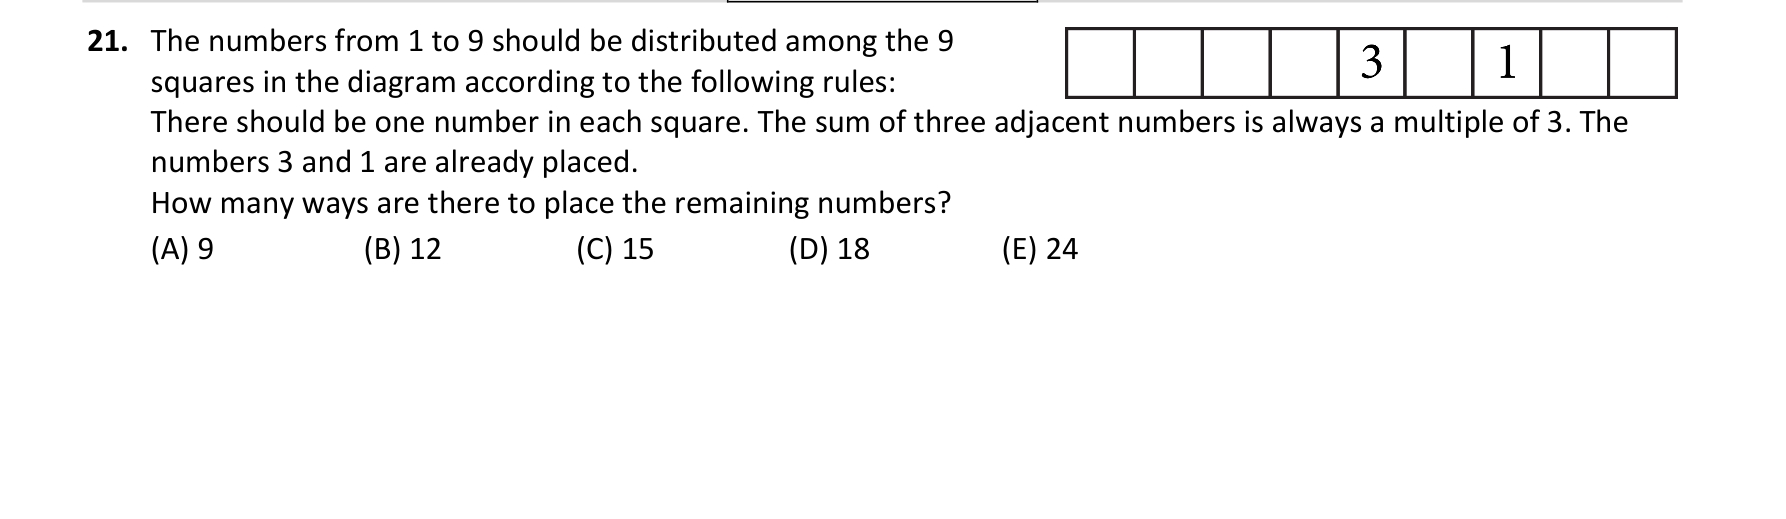 21. The numbers from 1 to 9 should be distributed among the 9
squares in the diagram according to the following rules:
3 1
There should be one number in each square. The sum of three adjacent numbers is always a multiple of 3. The
numbers 3 and 1 are already placed.
How many ways are there to place the remaining numbers?
(A) 9 (B) 12 (C) 15 (D) 18 (E) 24